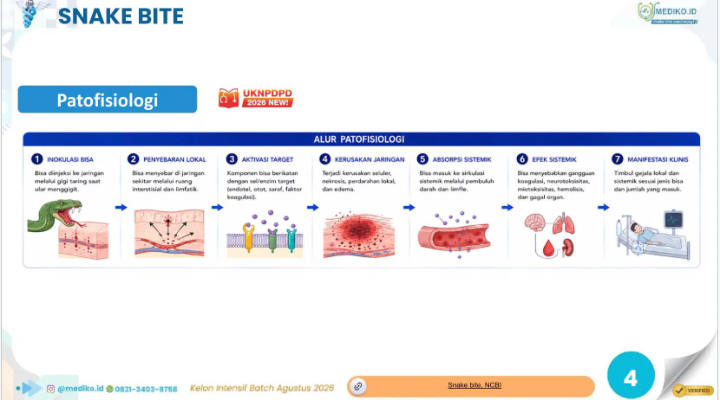 SNAKE BITE
MEDIKO.ID
Patofisiologi
UKNPDPD
2026 NEW!
ALUR PATOFISIOLOGI
1 INOKULASI BISA
Bisa diinjeksi ke jaringan
melalui gigi taring saat
ular menggigit.
2 PENYEBARAN LOKAL
Bisa menyebar di jaringan
sekitar melalui ruang
interstisial dan limfatik.
3 AKTIVASI TARGET
Komponen bisa berikatan
dengan sel/enzim target
(endotel, otot, saraf, faktor
koagulasi).
4 KERUSAKAN JARINGAN
Terjadi kerusakan seluler,
nekrosis, perdarahan lokal,
dan edema.
5 ABSORPSI SISTEMIK
Bisa masuk ke sirkulasi
sistemik melalui pembuluh
darah dan limfe.
6 EFEK SISTEMIK
Bisa menyebabkan gangguan
koagulasi, neurotoksisitas,
miotoksisitas, hemolisis,
dan gagal organ.
7 MANIFESTASI KLINIS
Timbul gejala lokal dan
sistemik sesuai jenis bisa
dan jumlah yang masuk.
@mediko.id 0821-3403-8758
Kelon Intensif Batch Agustus 2026
Snake bite, NCBI
4